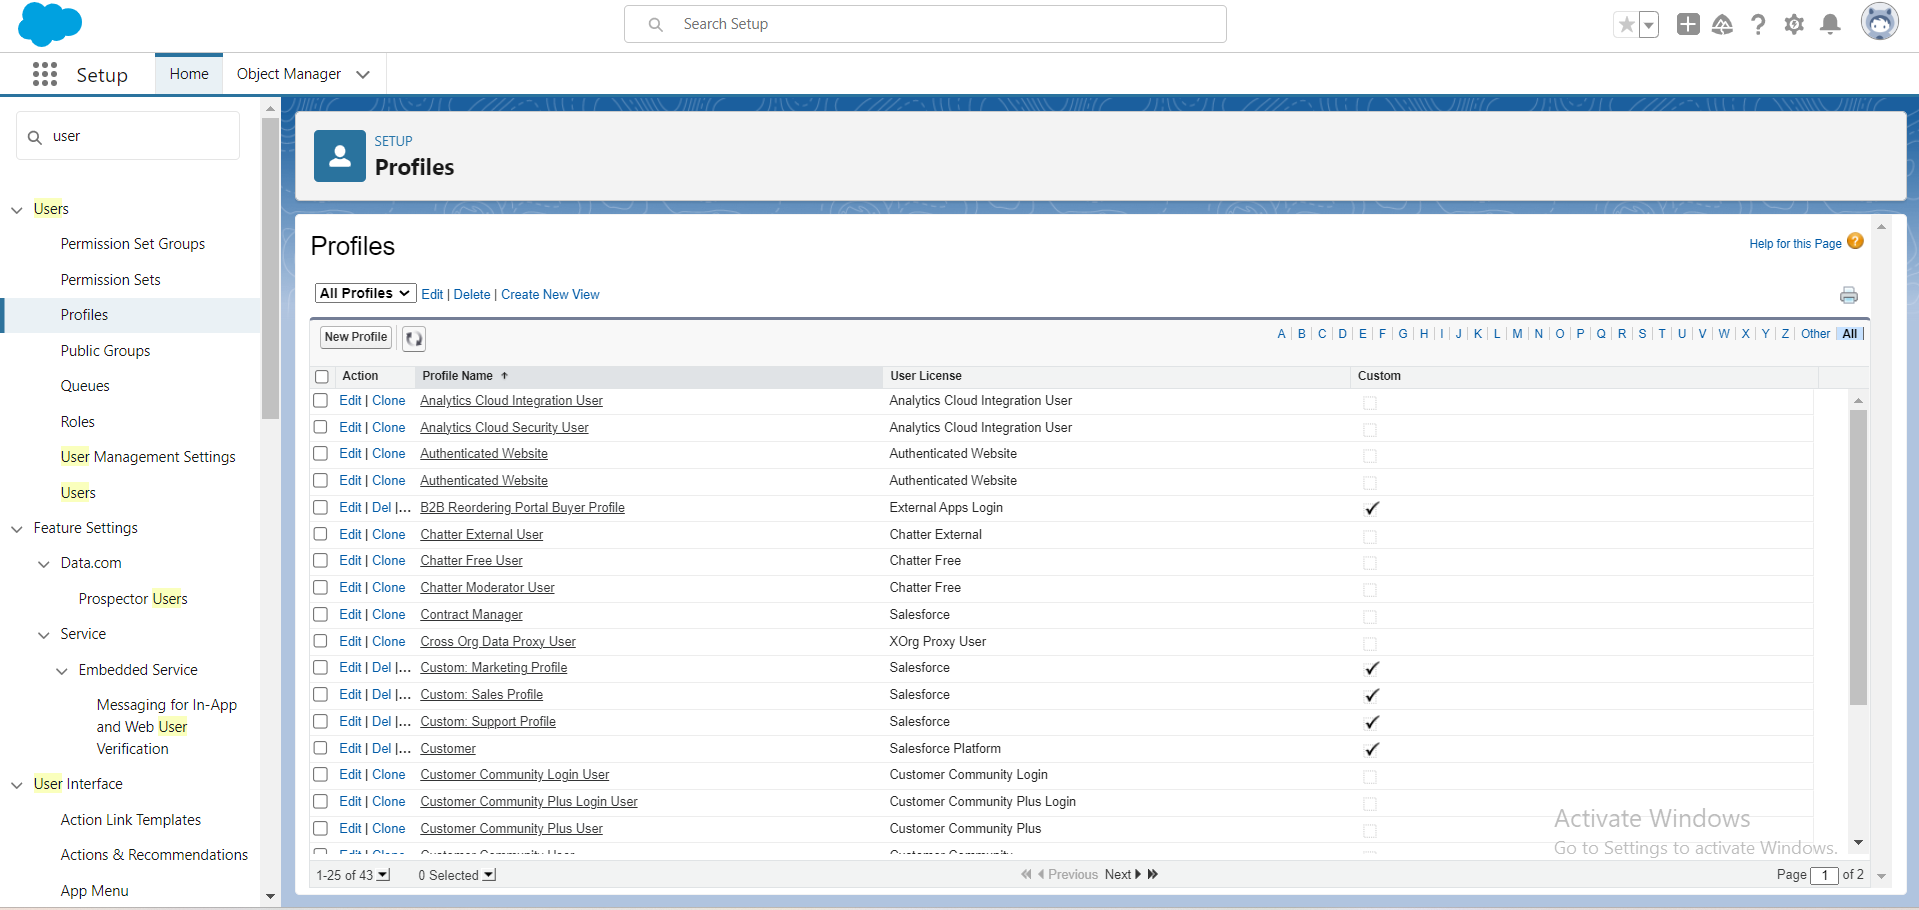 Search Setup
Setup
Home
Object Manager
user
Users
Permission Set Groups
Permission Sets
Profiles
Public Groups
Queues
Roles
User Management Settings
Users
Feature Settings
Data.com
Prospector Users
Service
Embedded Service
Messaging for In-App
and Web User
Verification
User Interface
Action Link Templates
Actions & Recommendations
App Menu
SETUP
Profiles
Profiles
Help for this Page ?
All Profiles Edit | Delete | Create New View
New Profile
A | B | C | D | E | F | G | H | I | J | K | L | M | N | O | P | Q | R | S | T | U | V | W | X | Y | Z | Other | All
Action Profile Name User License Custom
Edit | Clone Analytics Cloud Integration User Analytics Cloud Integration User
Edit | Clone Analytics Cloud Security User Analytics Cloud Integration User
Edit | Clone Authenticated Website Authenticated Website
Edit | Clone Authenticated Website Authenticated Website
Edit | Del |... B2B Reordering Portal Buyer Profile External Apps Login
Edit | Clone Chatter External User Chatter External
Edit | Clone Chatter Free User Chatter Free
Edit | Clone Chatter Moderator User Chatter Free
Edit | Clone Contract Manager Salesforce
Edit | Clone Cross Org Data Proxy User XOrg Proxy User
Edit | Del |... Custom: Marketing Profile Salesforce
Edit | Del |... Custom: Sales Profile Salesforce
Edit | Del |... Custom: Support Profile Salesforce
Edit | Del |... Customer Salesforce Platform
Edit | Clone Customer Community Login User Customer Community Login
Edit | Clone Customer Community Plus Login User Customer Community Plus Login
Edit | Clone Customer Community Plus User Customer Community Plus
Edit | Clone Customer Community User Customer Community
Activate Windows
Go to Settings to activate Windows.
1-25 of 43 0 Selected Previous Next Page 1 of 2